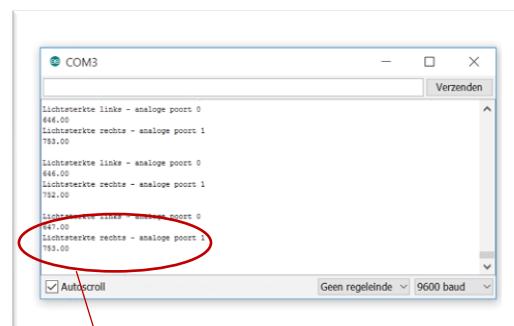 COM3
Verzenden
Lichtsterkte links - analoge poort 0
646.00
Lichtsterkte rechts - analoge poort 1
753.00
Lichtsterkte links - analoge poort 0
646.00
Lichtsterkte rechts - analoge poort 1
752.00
Lichtsterkte links - analoge poort 0
647.00
Lichtsterkte rechts - analoge poort 1
753.00
Autoscroll
Geen regeleinde
9600 baud